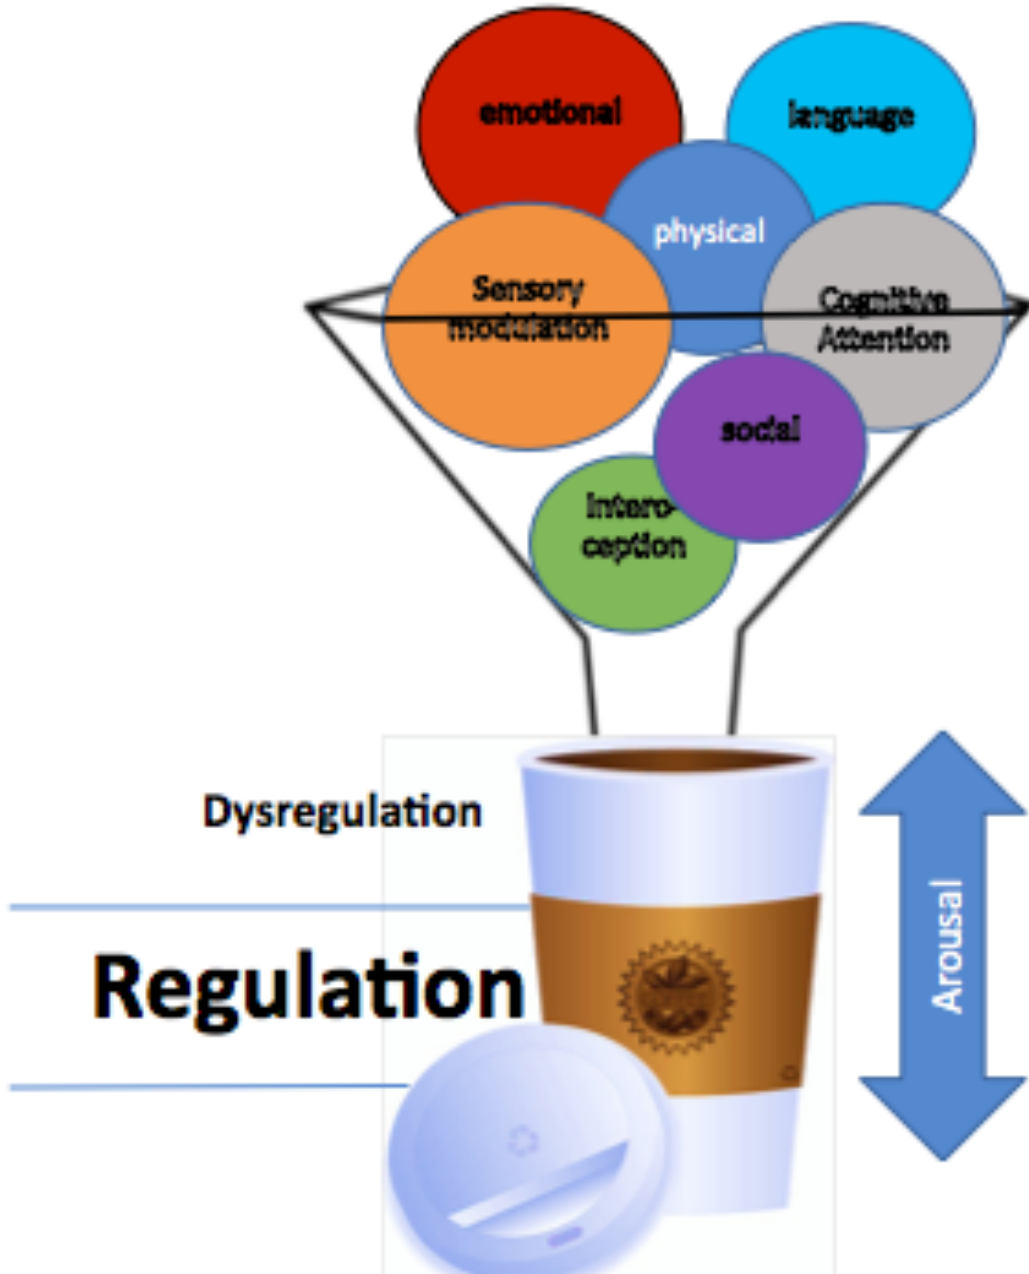 emotional
language
physical
Sensory
modulation
Cognitive
Attention
social
Intero-
ception
Dysregulation
Regulation
Arousal